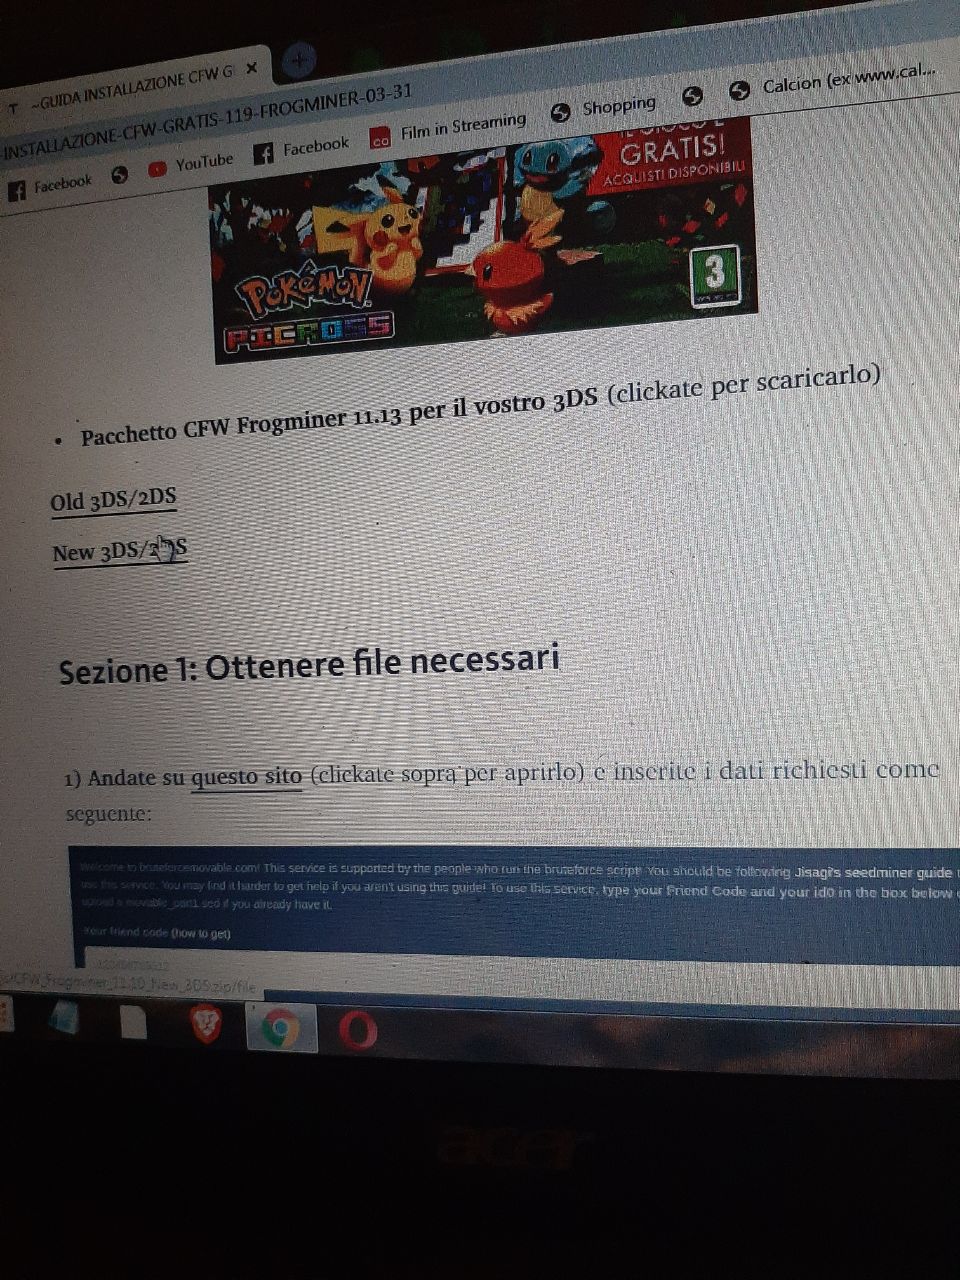 ~GUIDA INSTALLAZIONE CFW G
INSTALLAZIONE-CFW-GRATIS-119-FROGMINER-03-31
Facebook YouTube Facebook Film in Streaming Shopping Calcion (ex www.cal...
GRATIS!
ACQUISTI DISPONIBILI
POKéMON
PICROSS
3
• Pacchetto CFW Frogminer 11.13 per il vostro 3DS (clickate per scaricarlo)
Old 3DS/2DS
New 3DS/2DS
Sezione 1: Ottenere file necessari
1) Andate su questo sito (clickate sopra per aprirlo) e inserite i dati richiesti come
seguente:
Welcome to bruteforcemovable.com! This service is supported by the people who run the bruteforce script! You should be following Jisagi's seedminer guide
use this service. You may find it harder to get help if you aren't using this guide! To use this service, type your Friend Code and your id0 in the box below
upload a movable_part1.sed if you already have it.
Your friend code (how to get)
/CFW_Frogminer_11.10_New_3DS.zip/file
acer